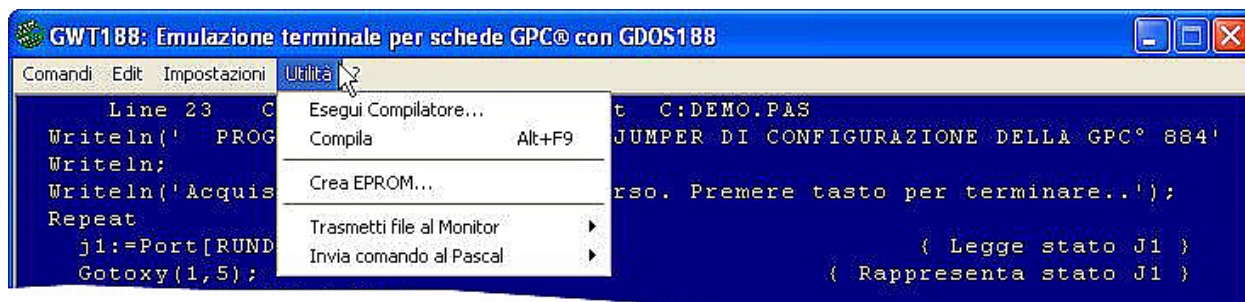 GWT188: Emulazione terminale per schede GPC® con GDOS188
Comandi Edit Impostazioni Utilità ?
Line 23 C t C:DEMO.PAS
Esegui Compilatore...
Writeln(' PROG JUMPER DI CONFIGURAZIONE DELLA GPC° 884'
Compila Alt+F9
Writeln;
Writeln('Acquis rso. Premere tasto per terminare..');
Crea EPROM...
Repeat
Trasmetti file al Monitor
j1:=Port[RUND { Legge stato J1 }
Invia comando al Pascal
Gotoxy(1,5); { Rappresenta stato J1 }